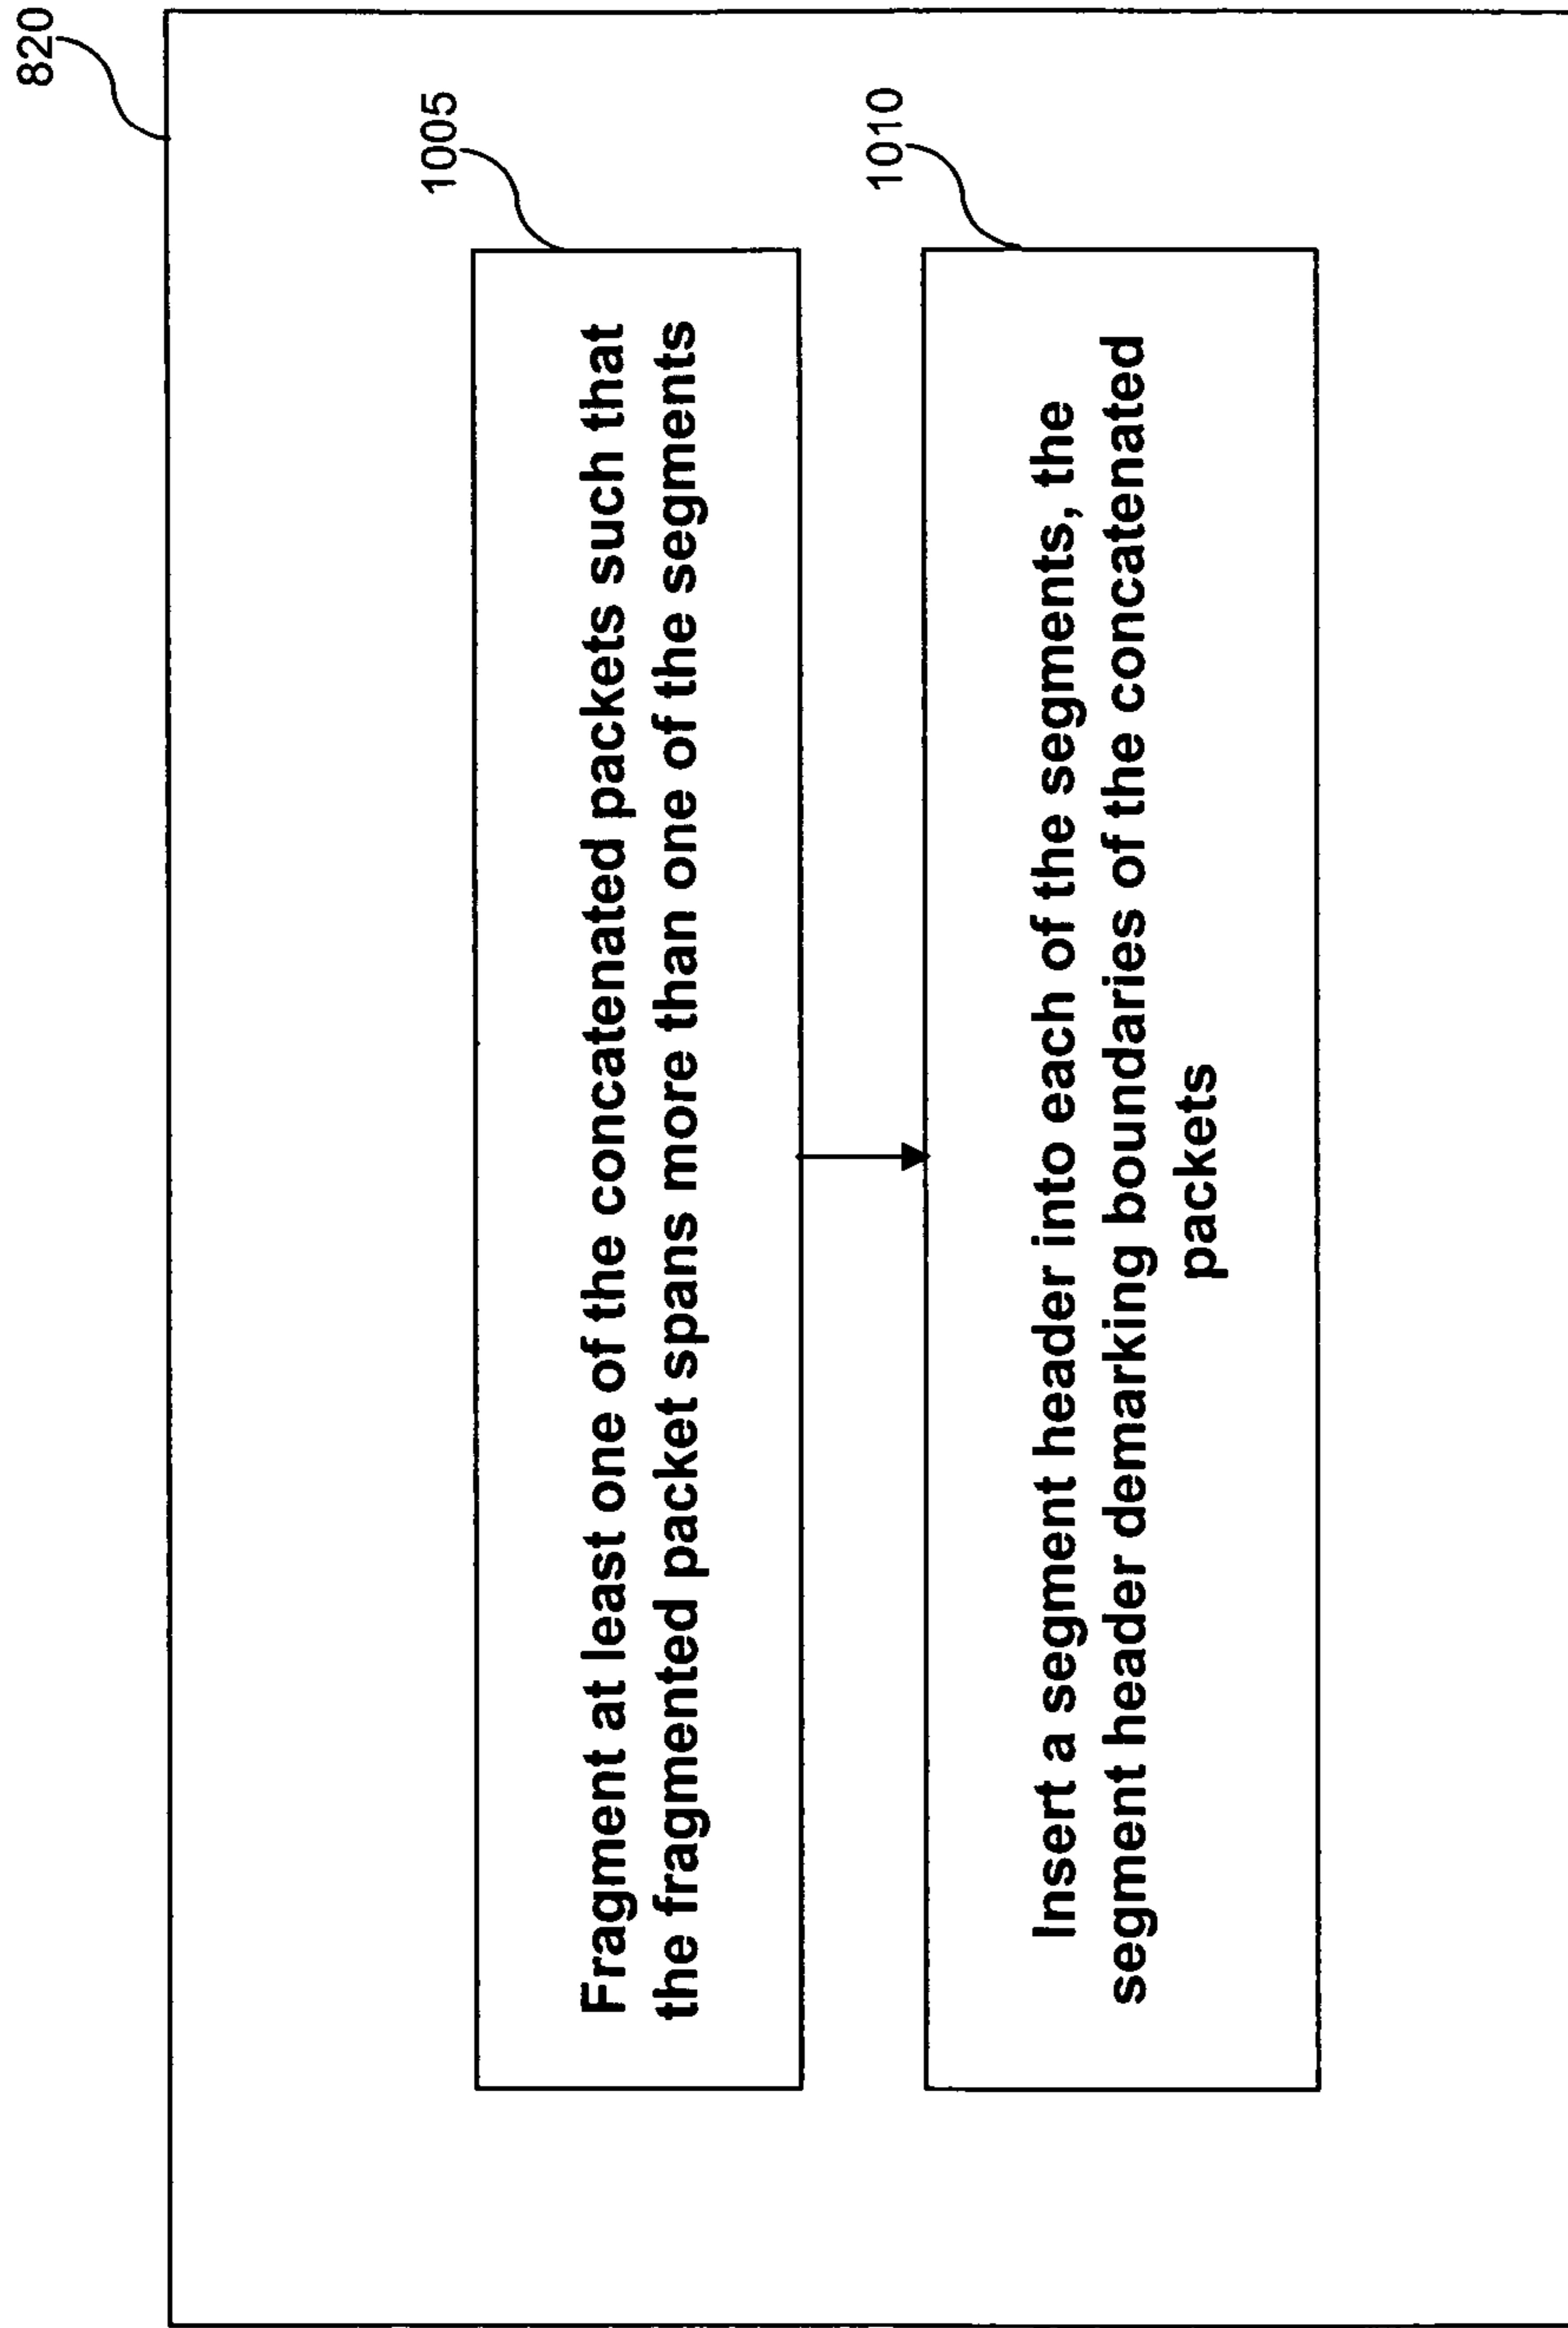 820
1005
Fragment at least one of the concatenated packets such that
the fragmented packet spans more than one of the segments
1010
Insert a segment header into each of the segments, the
segment header demarking boundaries of the concatenated
packets